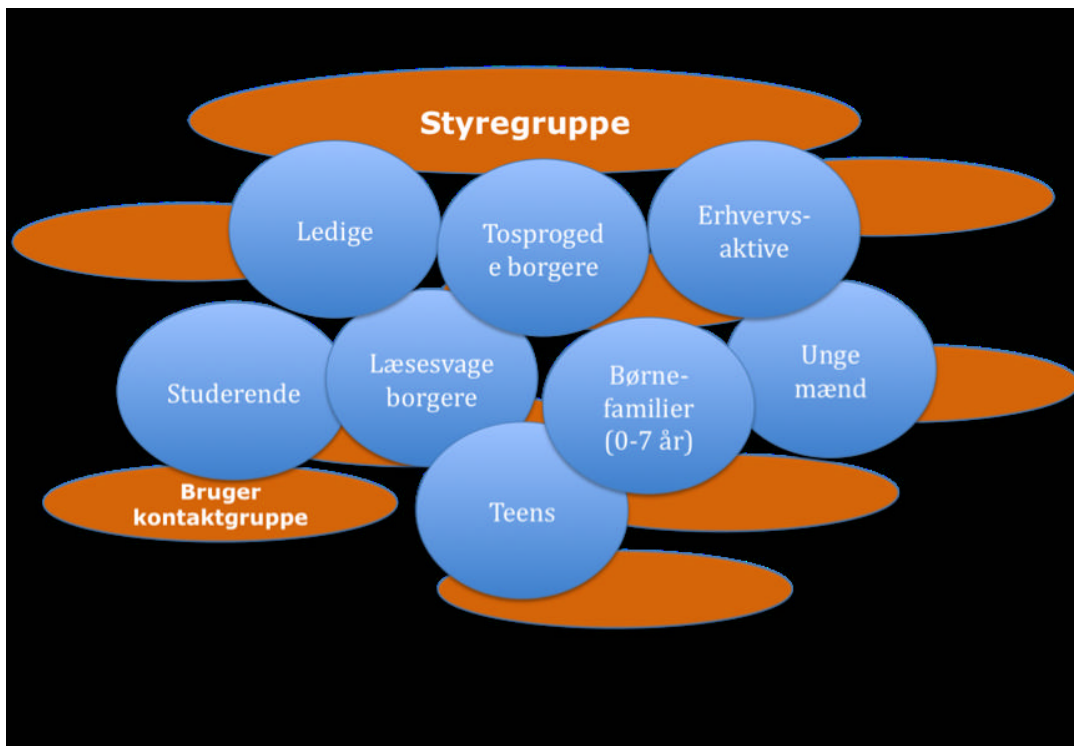 Styregruppe
Ledige
Tosproged
e borgere
Erhvervs-
aktive
Studerende
Læsesvage
borgere
Børne-
familier
(0-7 år)
Unge
mænd
Bruger
kontaktgruppe
Teens